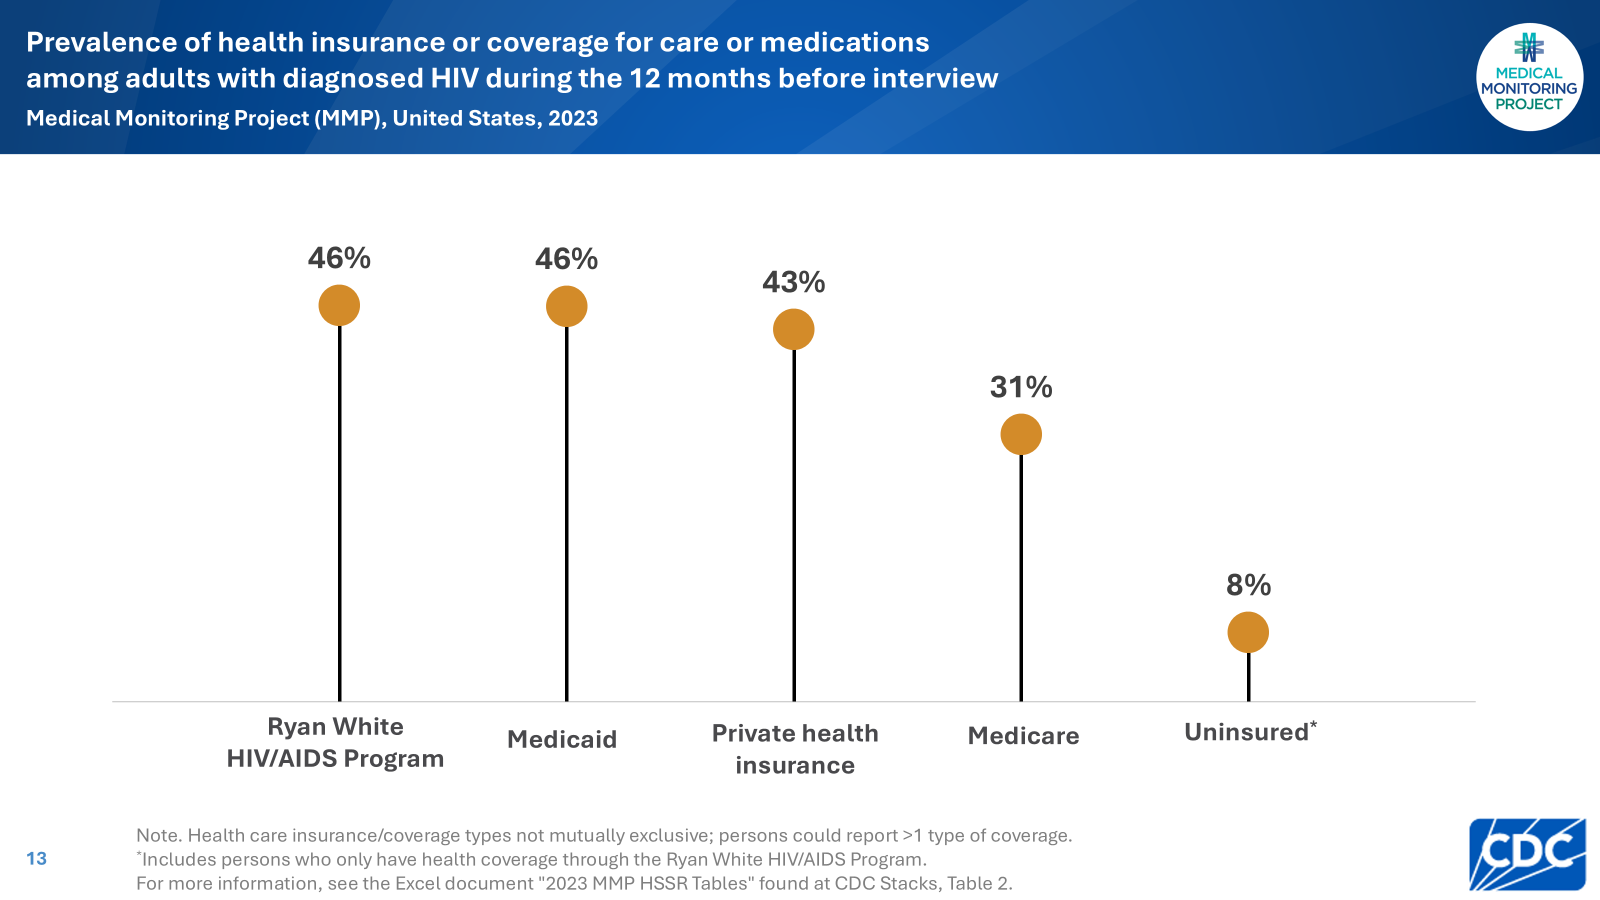 Prevalence of health insurance or coverage for care or medications
among adults with diagnosed HIV during the 12 months before interview
Medical Monitoring Project (MMP), United States, 2023
MEDICAL
MONITORING
PROJECT
46%
46%
43%
31%
8%
Ryan White
HIV/AIDS Program
Medicaid
Private health
insurance
Medicare
Uninsured*
Note. Health care insurance/coverage types not mutually exclusive; persons could report >1 type of coverage.
*Includes persons who only have health coverage through the Ryan White HIV/AIDS Program.
For more information, see the Excel document "2023 MMP HSSR Tables" found at CDC Stacks, Table 2.
13
CDC